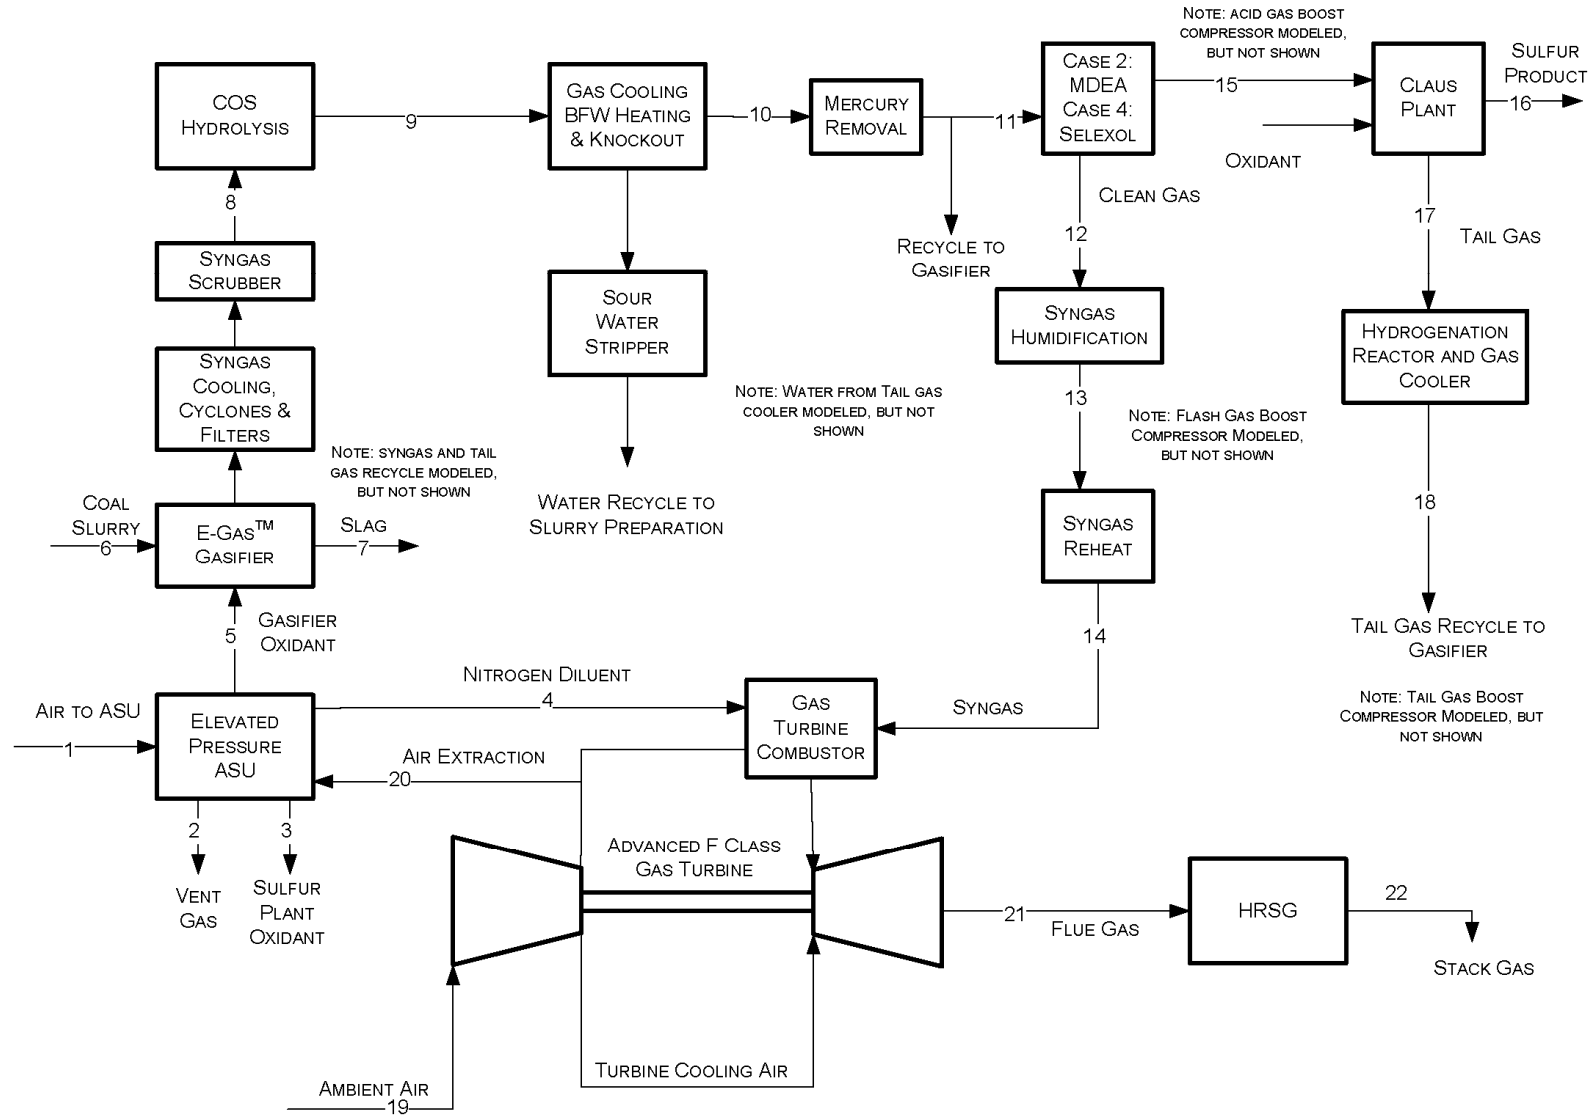 Note: acid gas boost
compressor modeled,
but not shown
COS
Hydrolysis
9
Gas Cooling
BFW Heating
& Knockout
10
Mercury
Removal
11
Case 2:
MDEA
Case 4:
Selexol
15
Claus
Plant
Sulfur
Product
16
Oxidant
8
Clean Gas
12
17
Tail Gas
Recycle to
Gasifier
Syngas
Scrubber
Sour
Water
Stripper
Syngas
Humidification
Hydrogenation
Reactor and Gas
Cooler
Syngas
Cooling,
Cyclones &
Filters
Note: Water from Tail gas
cooler modeled, but not
shown
13
Note: Flash Gas Boost
Compressor Modeled,
but not shown
Note: syngas and tail
gas recycle modeled,
but not shown
Water Recycle to
Slurry Preparation
18
Coal
Slurry
6
E-Gas™
Gasifier
Slag
7
Syngas
Reheat
5
Gasifier
Oxidant
14
Tail Gas Recycle to
Gasifier
Nitrogen Diluent
4
Air to ASU
1
Elevated
Pressure
ASU
Gas
Turbine
Combustor
Syngas
Note: Tail Gas Boost
Compressor Modeled, but
not shown
Air Extraction
20
2
3
Vent
Gas
Sulfur
Plant
Oxidant
Advanced F Class
Gas Turbine
21
Flue Gas
HRSG
22
Stack Gas
Turbine Cooling Air
Ambient Air
19